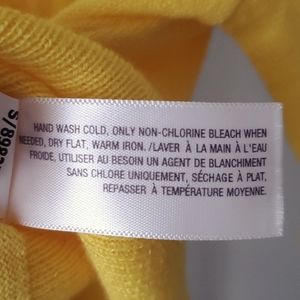 HAND WASH COLD, ONLY NON-CHLORINE BLEACH WHEN
NEEDED, DRY FLAT, WARM IRON. /LAVER À LA MAIN À L'EAU
FROIDE, UTILISER AU BESOIN UN AGENT DE BLANCHIMENT
SANS CHLORE UNIQUEMENT, SÉCHAGE À PLAT,
REPASSER À TEMPÉRATURE MOYENNE.